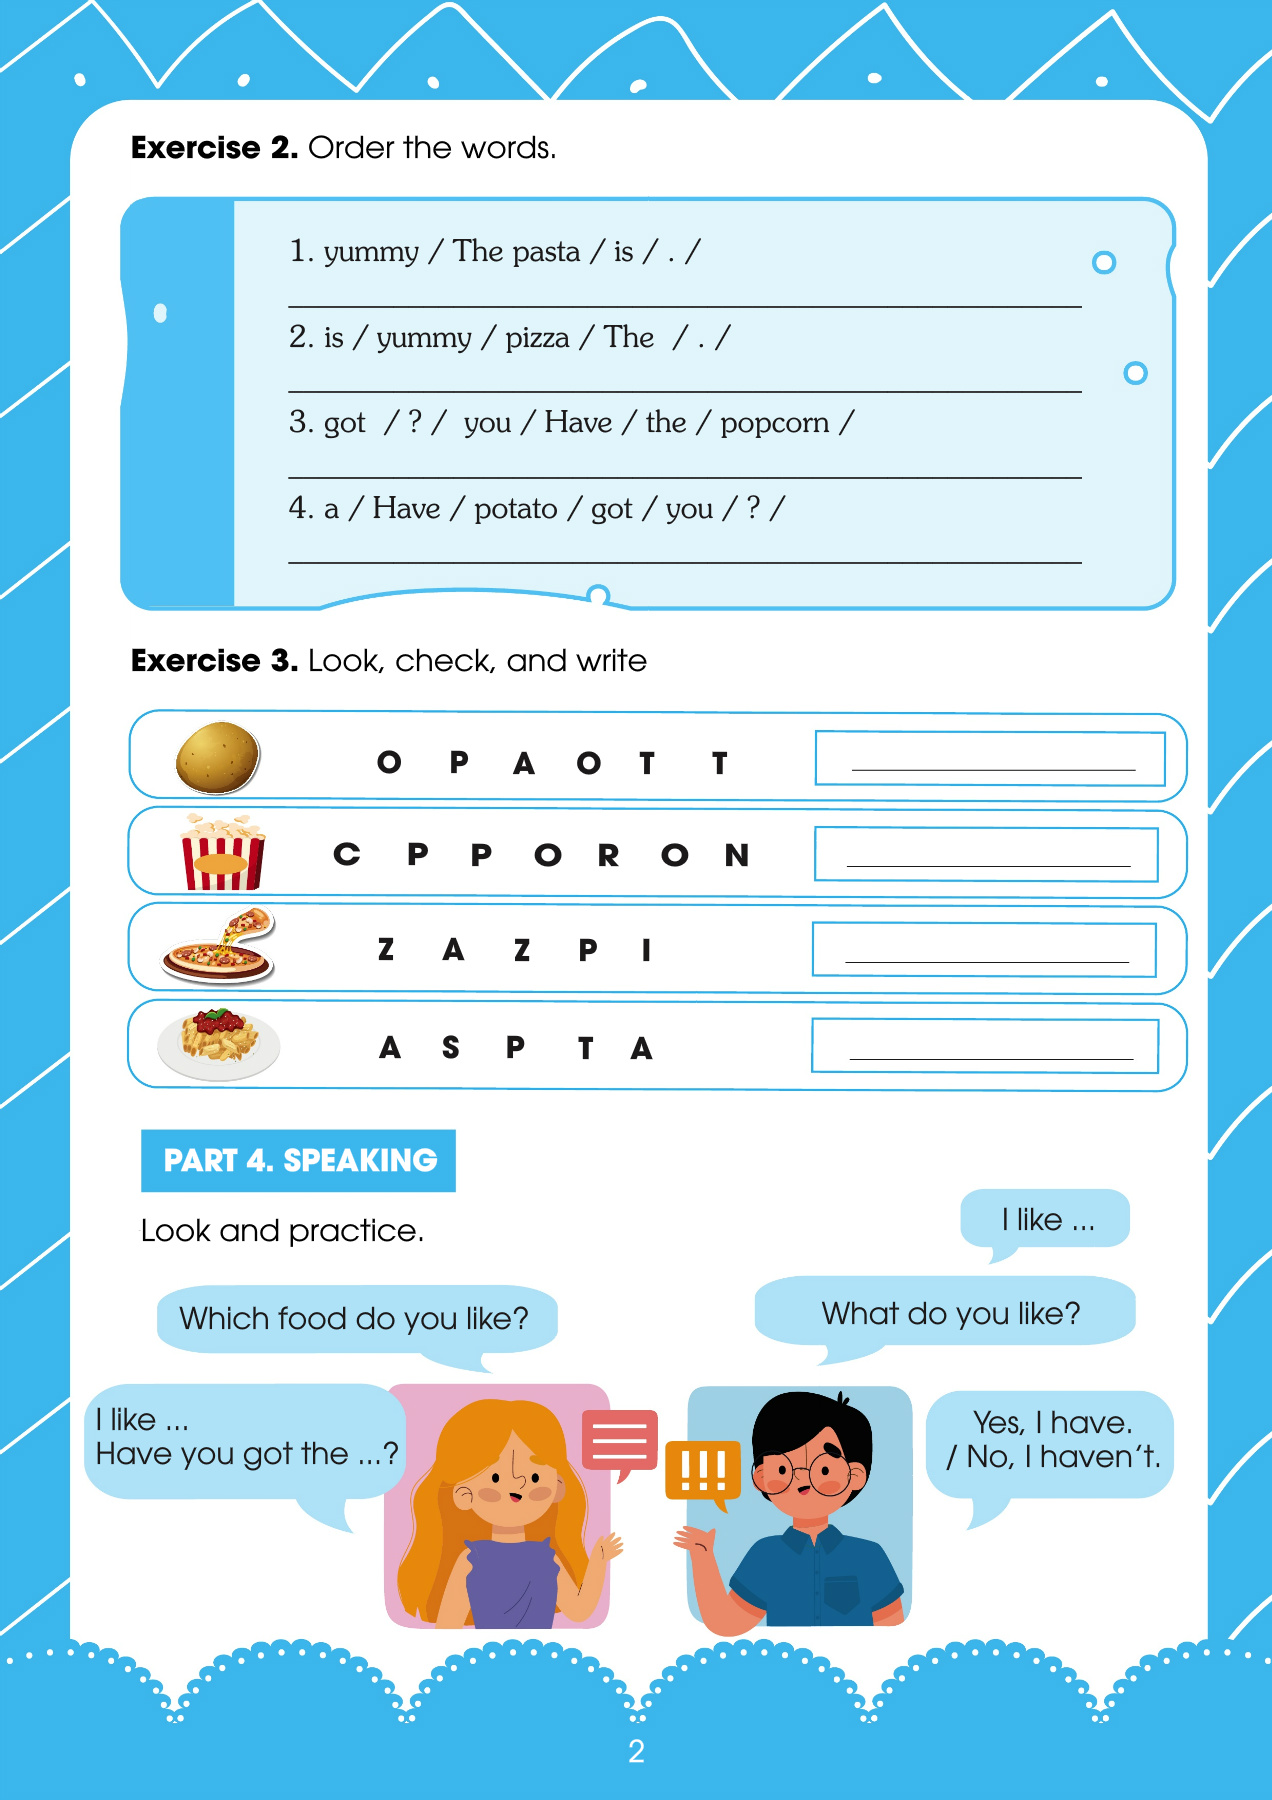 Exercise 2. Order the words.
1. yummy / The pasta / is / . /
2. is / yummy / pizza / The / . /
3. got / ? / you / Have / the / popcorn /
4. a / Have / potato / got / you / ? /
Exercise 3. Look, check, and write
O P A O T T
C P P O R O N
Z A Z P I
A S P T A
PART 4. SPEAKING
Look and practice.
I like ...
Which food do you like?
What do you like?
I like ...
Have you got the ...?
!!!
Yes, I have.
/ No, I haven't.
2